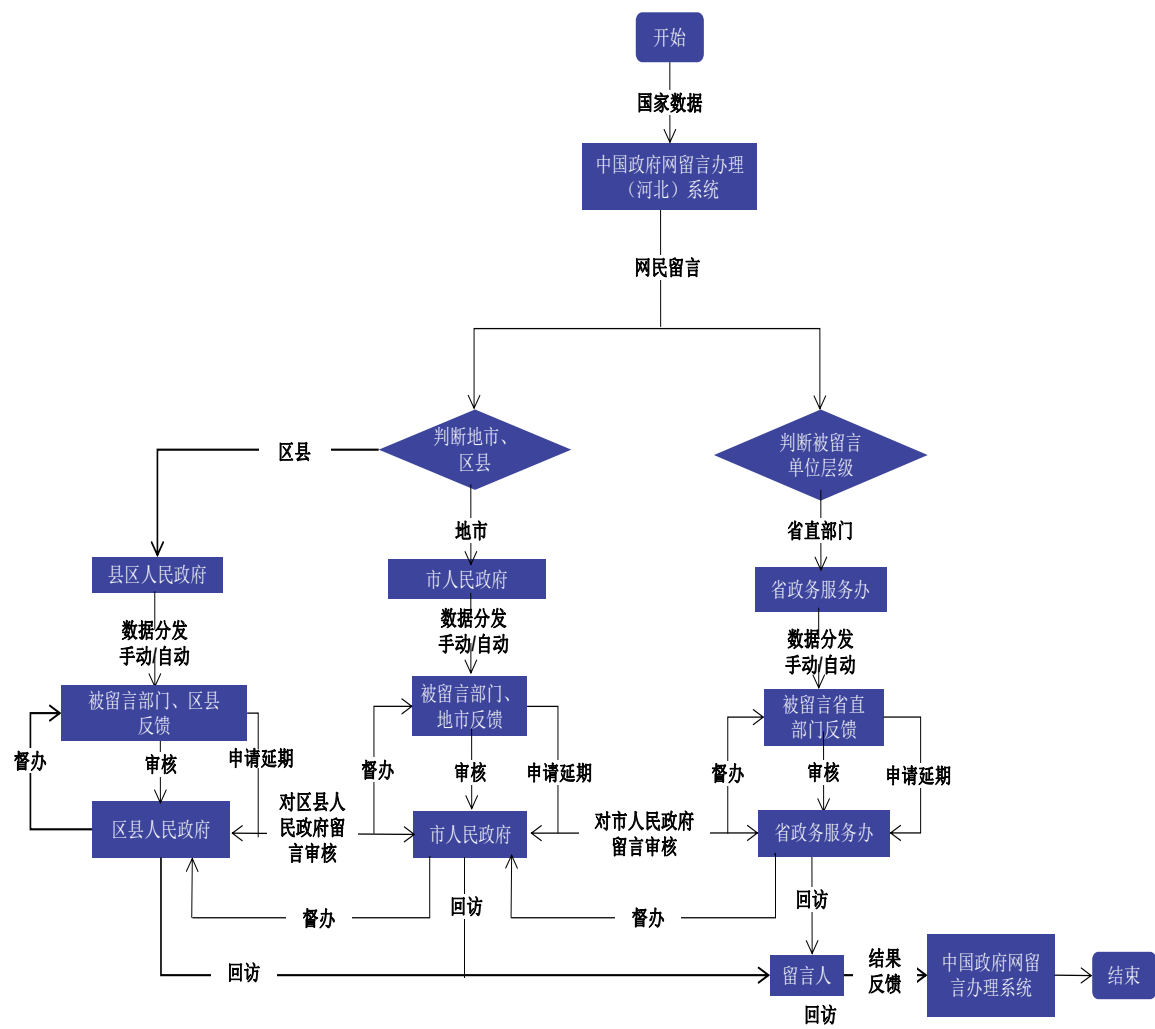 开始
国家数据
中国政府网留言办理
（河北）系统
网民留言
判断地市、
区县
判断被留言
单位层级
区县
地市
省直部门
县区人民政府
市人民政府
省政务服务办
数据分发
手动/自动
数据分发
手动/自动
数据分发
手动/自动
被留言部门、区县
反馈
被留言部门、
地市反馈
被留言省直
部门反馈
督办
审核
申请延期
督办
审核
申请延期
督办
审核
申请延期
区县人民政府
对区县人
民政府留
言审核
市人民政府
对市人民政府
留言审核
省政务服务办
督办
回访
督办
回访
回访
留言人
结果
反馈
中国政府网留
言办理系统
结束
回访